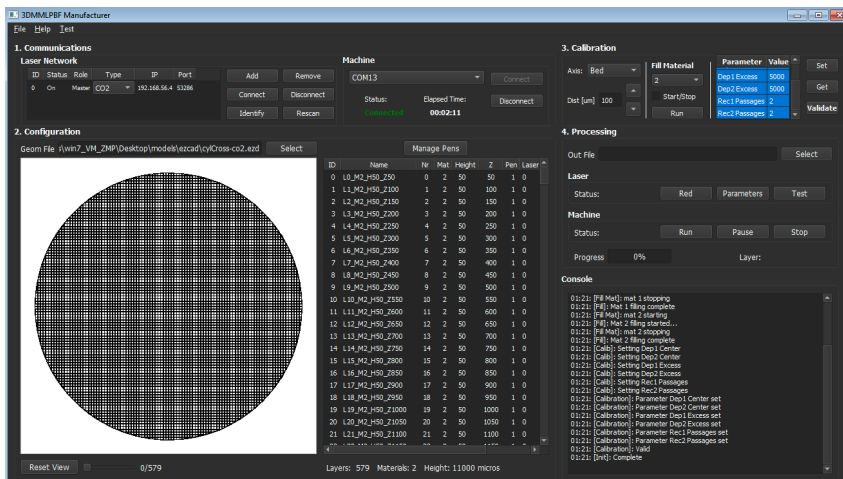 3DMMLPBF Manufacturer
File Help Test
1. Communications
Laser Network
ID Status Role Type IP Port
0 On Master CO2 192.168.56.4 53286
Add Remove
Connect Disconnect
Identify Rescan
Machine
COM13 Connect
Status: Elapsed Time: Disconnect
Connected 00:02:11
2. Configuration
Geom File :\win7_VM_ZMP\Desktop\models\ezcad\cylCross-co2.ezd Select
Manage Pens
ID Name Nr Mat Height Z Pen Laser
0 L0_M2_H50_Z50 0 2 50 50 1 0
1 L1_M2_H50_Z100 1 2 50 100 1 0
2 L2_M2_H50_Z150 2 2 50 150 1 0
3 L3_M2_H50_Z200 3 2 50 200 1 0
4 L4_M2_H50_Z250 4 2 50 250 1 0
5 L5_M2_H50_Z300 5 2 50 300 1 0
6 L6_M2_H50_Z350 6 2 50 350 1 0
7 L7_M2_H50_Z400 7 2 50 400 1 0
8 L8_M2_H50_Z450 8 2 50 450 1 0
9 L9_M2_H50_Z500 9 2 50 500 1 0
10 L10_M2_H50_Z550 10 2 50 550 1 0
11 L11_M2_H50_Z600 11 2 50 600 1 0
12 L12_M2_H50_Z650 12 2 50 650 1 0
13 L13_M2_H50_Z700 13 2 50 700 1 0
14 L14_M2_H50_Z750 14 2 50 750 1 0
15 L15_M2_H50_Z800 15 2 50 800 1 0
16 L16_M2_H50_Z850 16 2 50 850 1 0
17 L17_M2_H50_Z900 17 2 50 900 1 0
18 L18_M2_H50_Z950 18 2 50 950 1 0
19 L19_M2_H50_Z1000 19 2 50 1000 1 0
20 L20_M2_H50_Z1050 20 2 50 1050 1 0
21 L21_M2_H50_Z1100 21 2 50 1100 1 0
Reset View 0/579
Layers: 579 Materials: 2 Height: 11000 micros
3. Calibration
Axis: Bed
Dist [um] 100
Fill Material
2
Start/Stop
Run
Parameter Value
Dep1 Excess 5000
Dep2 Excess 5000
Rec1 Passages 2
Rec2 Passages 2
Set
Get
Validate
4. Processing
Out File Select
Laser
Status: Red Parameters Test
Machine
Status: Run Pause Stop
Progress 0% Layer:
Console
01:21: [Fill Mat]: mat 1 stopping
01:21: [Fill]: Mat 1 filling complete
01:21: [Fill Mat]: mat 2 starting
01:21: [Fill]: Mat 2 filling started...
01:21: [Fill Mat]: mat 2 stopping
01:21: [Fill]: Mat 2 filling complete
01:21: [Calib]: Setting Dep1 Center
01:21: [Calib]: Setting Dep2 Center
01:21: [Calib]: Setting Dep1 Excess
01:21: [Calib]: Setting Dep2 Excess
01:21: [Calib]: Setting Rec1 Passages
01:21: [Calib]: Setting Rec2 Passages
01:21: [Calibration]: Parameter Dep1 Center set
01:21: [Calibration]: Parameter Dep2 Center set
01:21: [Calibration]: Parameter Dep1 Excess set
01:21: [Calibration]: Parameter Dep2 Excess set
01:21: [Calibration]: Parameter Rec1 Passages set
01:21: [Calibration]: Parameter Rec2 Passages set
01:21: [Calibration]: Valid
01:21: [Init]: Complete